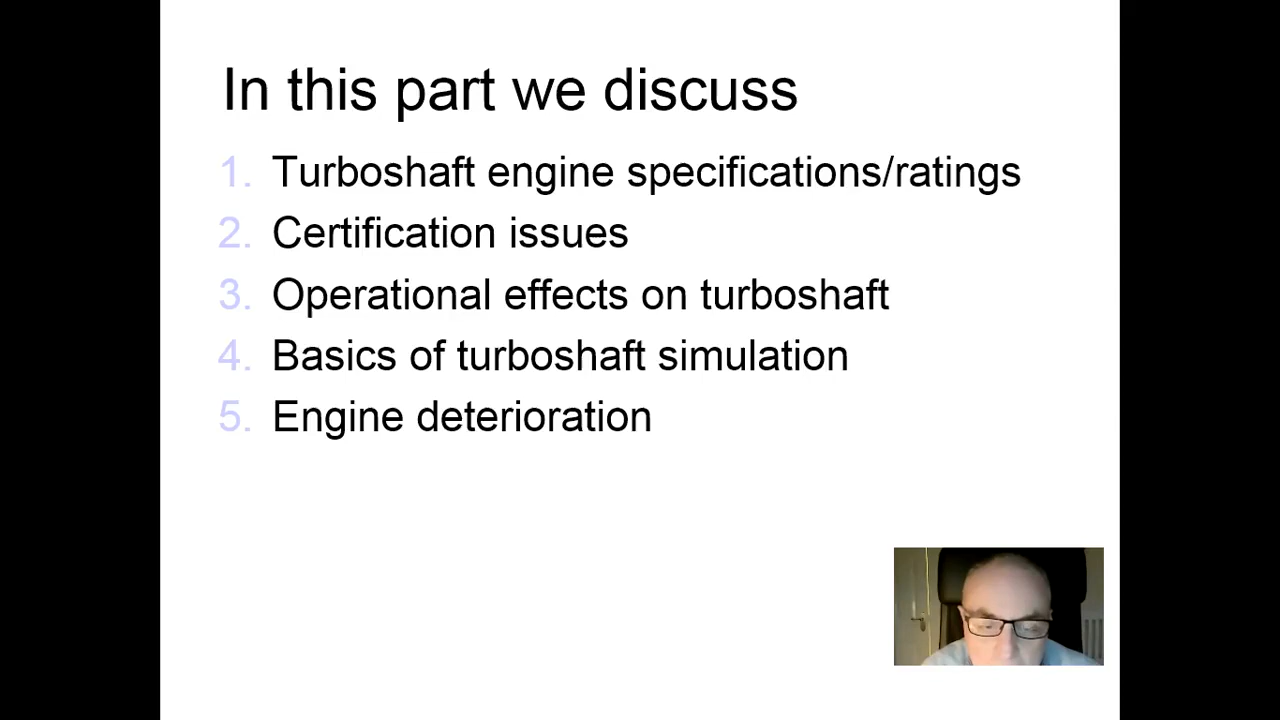 In this part we discuss
1. Turboshaft engine specifications/ratings
2. Certification issues
3. Operational effects on turboshaft
4. Basics of turboshaft simulation
5. Engine deterioration